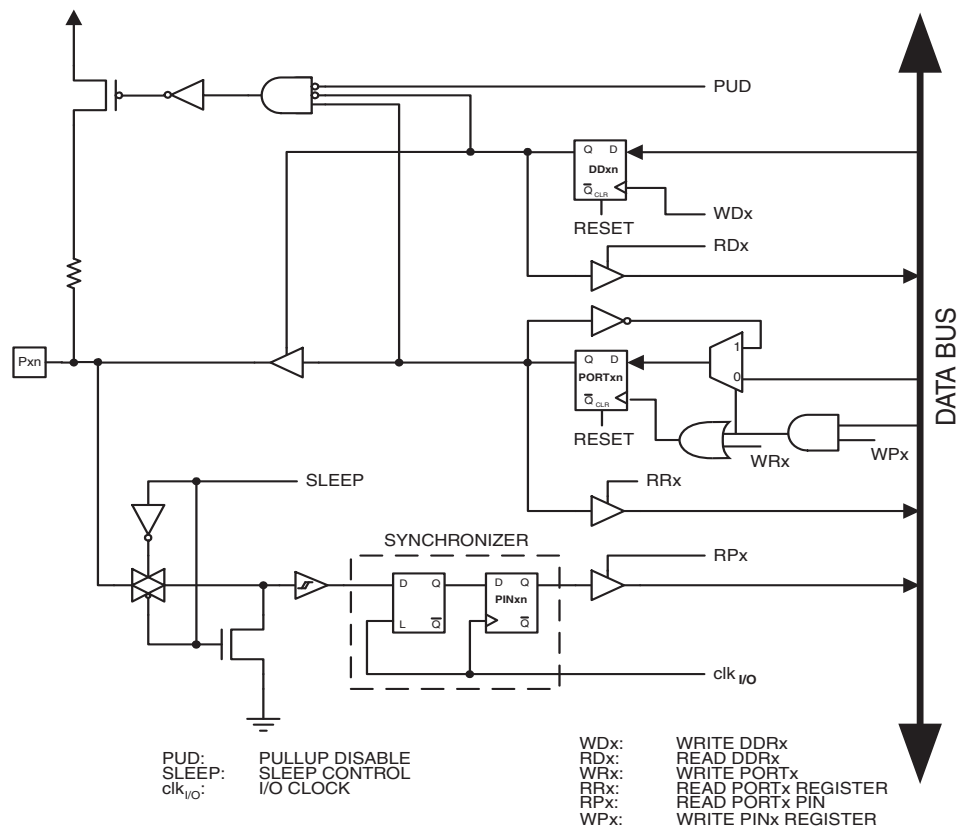 PUD
Q D
DDxn
Q CLR
WDx
RESET
RDx
Pxn
1
Q D
PORTxn
0
Q CLR
RESET
WRx
WPx
DATA BUS
SLEEP
RRx
SYNCHRONIZER
RPx
D Q
D Q
PINxn
L Q
Q
clk I/O
PUD: PULLUP DISABLE
SLEEP: SLEEP CONTROL
clkI/O: I/O CLOCK
WDx: WRITE DDRx
RDx: READ DDRx
WRx: WRITE PORTx
RRx: READ PORTx REGISTER
RPx: READ PORTx PIN
WPx: WRITE PINx REGISTER